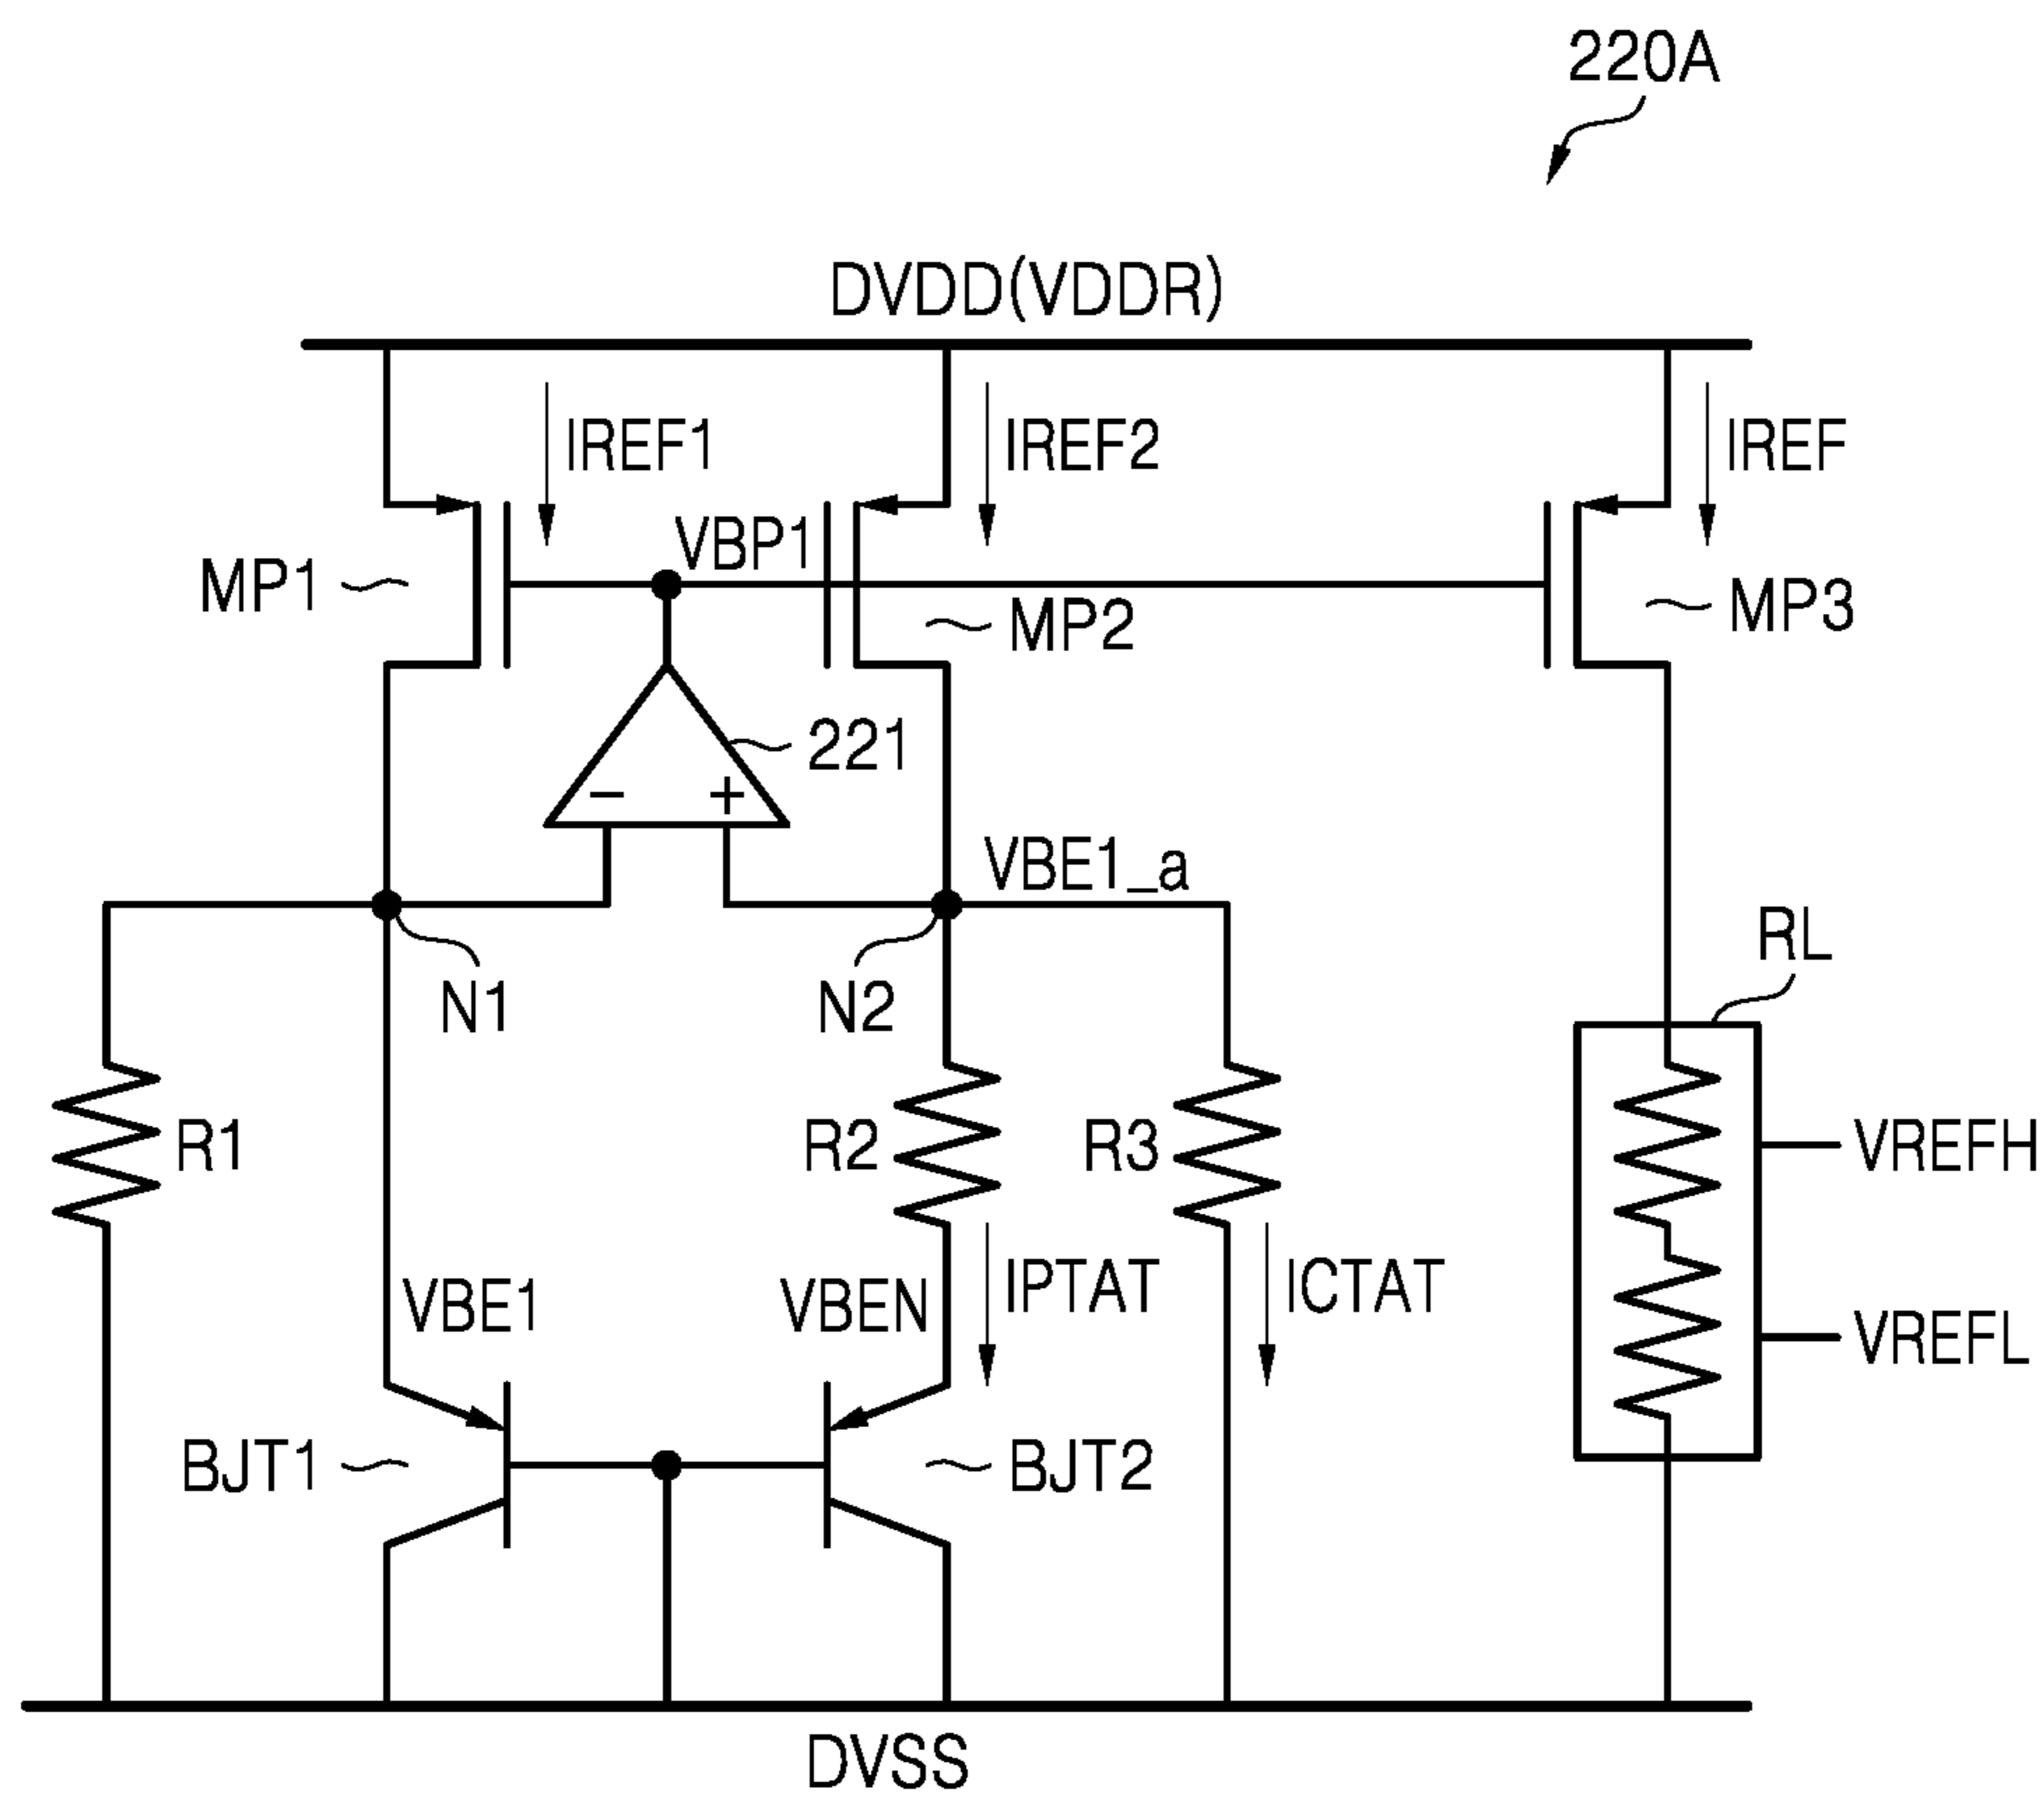 220A
DVDD(VDDR)
IREF1
IREF2
IREF
VBP1
MP1
MP2
MP3
221
- +
VBE1_a
RL
N1
N2
R1
R2
R3
VREFH
VBE1
VBEN
IPTAT
ICTAT
VREFL
BJT1
BJT2
DVSS